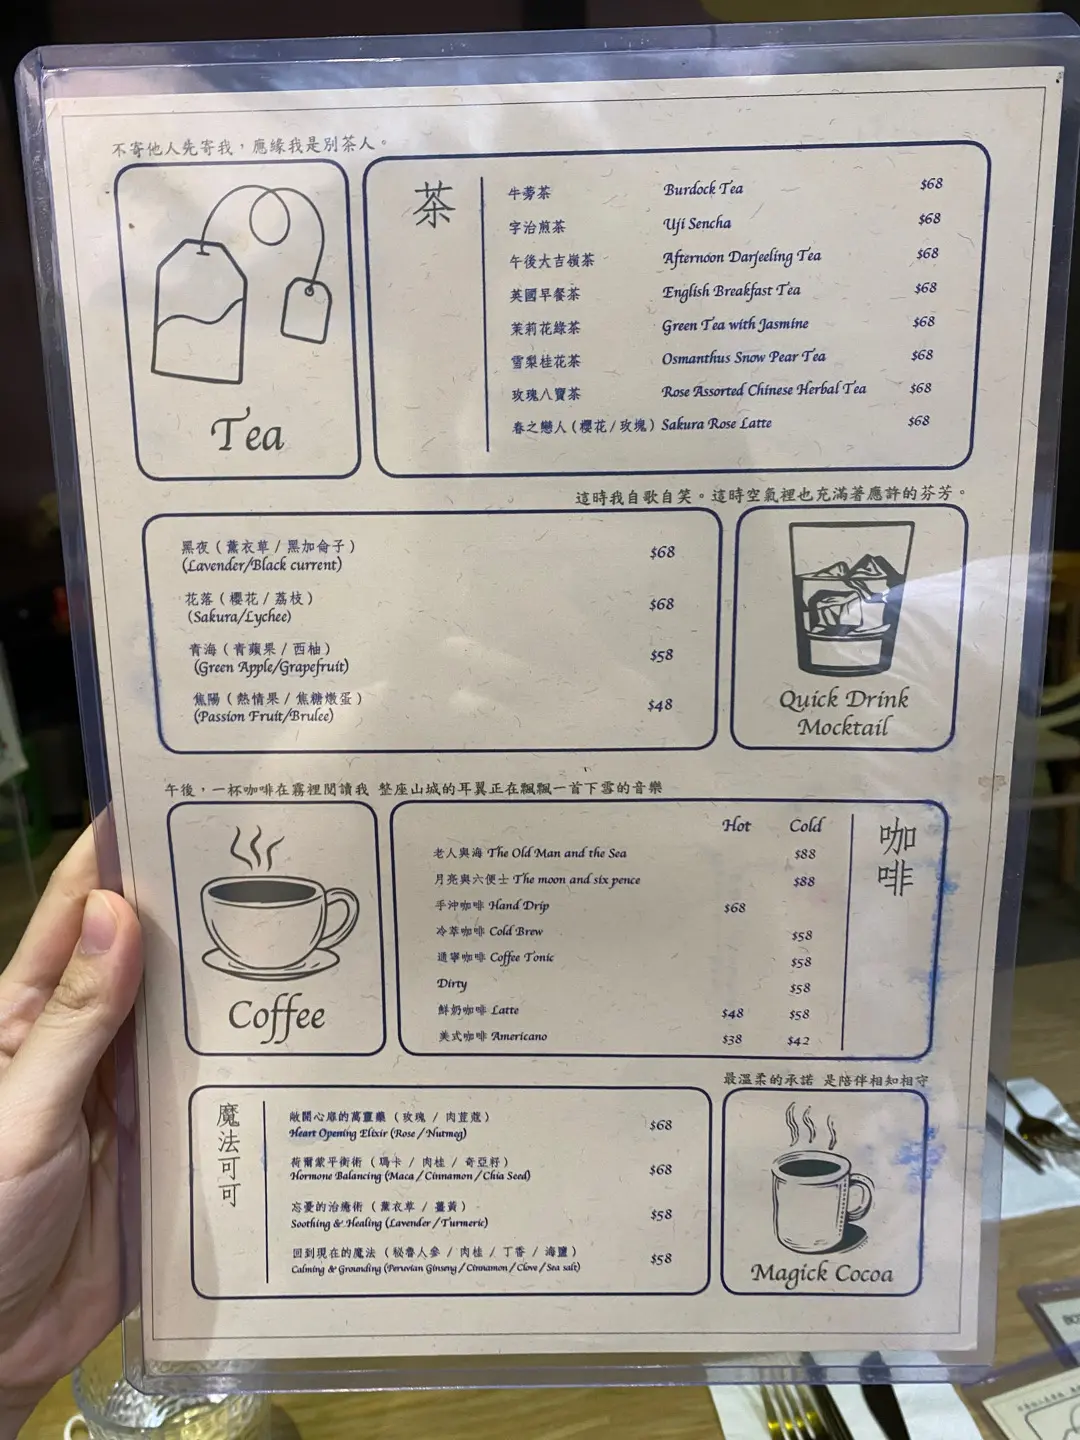 不寄他人先寄我，應緣我是別茶人。
Tea
茶
牛蒡茶 Burdock Tea $68
宇治煎茶 Uji Sencha $68
午後大吉嶺茶 Afternoon Darjeeling Tea $68
英國早餐茶 English Breakfast Tea $68
茉莉花綠茶 Green Tea with Jasmine $68
雪梨桂花茶 Osmanthus Snow Pear Tea $68
玫瑰八寶茶 Rose Assorted Chinese Herbal Tea $68
春之戀人（櫻花/玫塊）Sakura Rose Latte $68
這時我自歌自笑。這時空氣裡也充滿著應許的芬芳。
黑夜（薰衣草/黑加侖子） $68
(Lavender/Black current)
花落（櫻花/荔枝） $68
(Sakura/Lychee)
青海（青蘋果/西柚） $58
(Green Apple/Grapefruit)
焦陽（熱情果/焦糖燉蛋） $48
(Passion Fruit/Brulee)
Quick Drink
Mocktail
午後，一杯咖啡在霧裡閱讀我 整座山城的耳翼正在飄飄一首下雪的音樂
Coffee
Hot Cold
老人與海 The Old Man and the Sea $88
月亮與六便士 The moon and six pence $88
手沖咖啡 Hand Drip $68
冷萃咖啡 Cold Brew $58
通寧咖啡 Coffee Tonic $58
Dirty $58
鮮奶咖啡 Latte $48 $58
美式咖啡 Americano $38 $42
咖啡
最溫柔的承諾 是陪伴相知相守
魔法可可
敞開心扉的萬靈藥（玫瑰 / 肉荳蔻） $68
Heart Opening Elixir (Rose / Nutmeg)
荷爾蒙平衡術（瑪卡 / 肉桂 / 奇亞籽） $68
Hormone Balancing (Maca / Cinnamon / Chia Seed)
忘憂的治癒術（薰衣草 / 薑黃） $58
Soothing & Healing (Lavender / Turmeric)
回到現在的魔法（秘魯人參 / 肉桂 / 丁香 / 海鹽） $58
Calming & Grounding (Peruvian Ginseng / Cinnamon / Clove / Sea salt)
Magick Cocoa